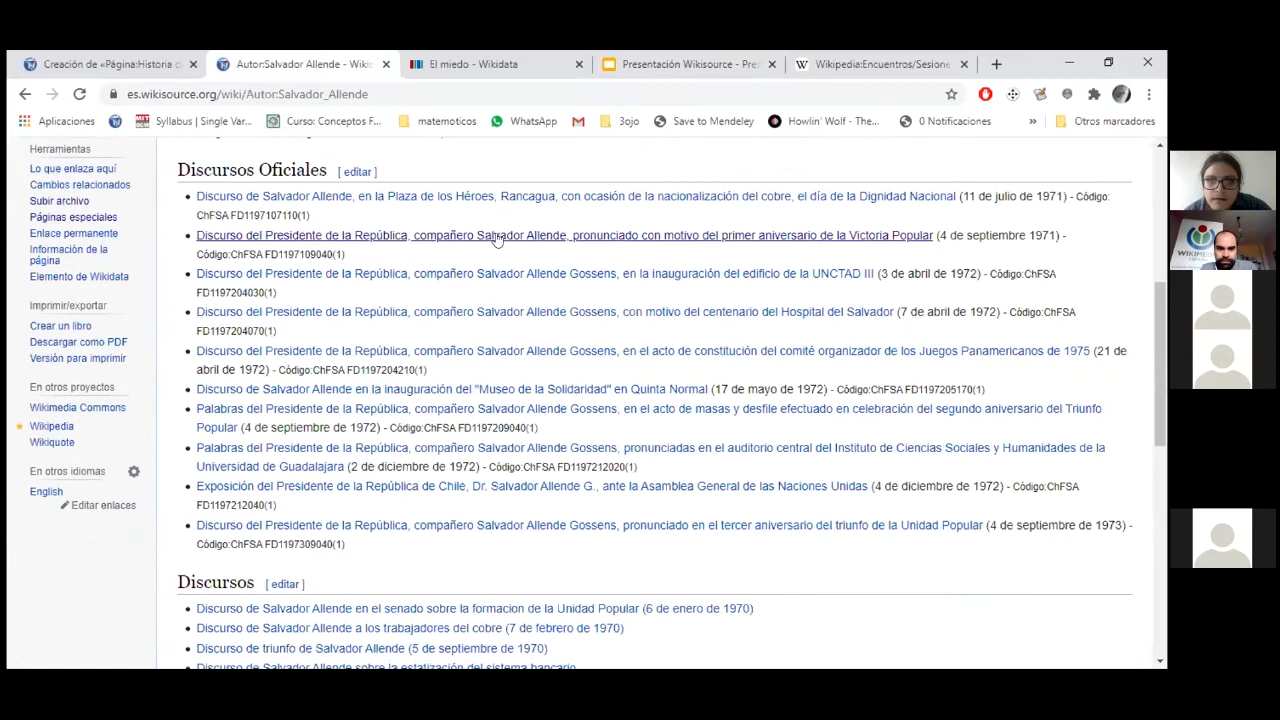 Creación de «Página:Historia d
Autor:Salvador Allende - Wikis
El miedo - Wikidata
Presentación Wikisource - Pres
Wikipedia:Encuentros/Sesione
es.wikisource.org/wiki/Autor:Salvador_Allende
Aplicaciones
Syllabus | Single Var...
Curso: Conceptos F...
matemoticos
WhatsApp
3ojo
Save to Mendeley
Howlin' Wolf - The...
0 Notificaciones
»
Otros marcadores
Herramientas
Lo que enlaza aquí
Cambios relacionados
Subir archivo
Páginas especiales
Enlace permanente
Información de la
página
Elemento de Wikidata
Imprimir/exportar
Crear un libro
Descargar como PDF
Versión para imprimir
En otros proyectos
Wikimedia Commons
Wikipedia
Wikiquote
En otros idiomas
English
Editar enlaces
Discursos Oficiales [ editar ]
Discurso de Salvador Allende, en la Plaza de los Héroes, Rancagua, con ocasión de la nacionalización del cobre, el día de la Dignidad Nacional (11 de julio de 1971) - Código:
ChFSA FD1197107110(1)
Discurso del Presidente de la República, compañero Salvador Allende, pronunciado con motivo del primer aniversario de la Victoria Popular (4 de septiembre 1971) -
Código:ChFSA FD1197109040(1)
Discurso del Presidente de la República, compañero Salvador Allende Gossens, en la inauguración del edificio de la UNCTAD III (3 de abril de 1972) - Código:ChFSA
FD1197204030(1)
Discurso del Presidente de la República, compañero Salvador Allende Gossens, con motivo del centenario del Hospital del Salvador (7 de abril de 1972) - Código:ChFSA
FD1197204070(1)
Discurso del Presidente de la República, compañero Salvador Allende Gossens, en el acto de constitución del comité organizador de los Juegos Panamericanos de 1975 (21 de
abril de 1972) - Código:ChFSA FD1197204210(1)
Discurso de Salvador Allende en la inauguración del "Museo de la Solidaridad" en Quinta Normal (17 de mayo de 1972) - Código:ChFSA FD1197205170(1)
Palabras del Presidente de la República, compañero Salvador Allende Gossens, en el acto de masas y desfile efectuado en celebración del segundo aniversario del Triunfo
Popular (4 de septiembre de 1972) - Código:ChFSA FD1197209040(1)
Palabras del Presidente de la República, compañero Salvador Allende Gossens, pronunciadas en el auditorio central del Instituto de Ciencias Sociales y Humanidades de la
Universidad de Guadalajara (2 de diciembre de 1972) - Código:ChFSA FD1197212020(1)
Exposición del Presidente de la República de Chile, Dr. Salvador Allende G., ante la Asamblea General de las Naciones Unidas (4 de diciembre de 1972) - Código:ChFSA
FD1197212040(1)
Discurso del Presidente de la República, compañero Salvador Allende Gossens, pronunciado en el tercer aniversario del triunfo de la Unidad Popular (4 de septiembre de 1973) -
Código:ChFSA FD1197309040(1)
Discursos [ editar ]
Discurso de Salvador Allende en el senado sobre la formacion de la Unidad Popular (6 de enero de 1970)
Discurso de Salvador Allende a los trabajadores del cobre (7 de febrero de 1970)
Discurso de triunfo de Salvador Allende (5 de septiembre de 1970)
Discurso de Salvador Allende sobre la estatización del sistema bancario